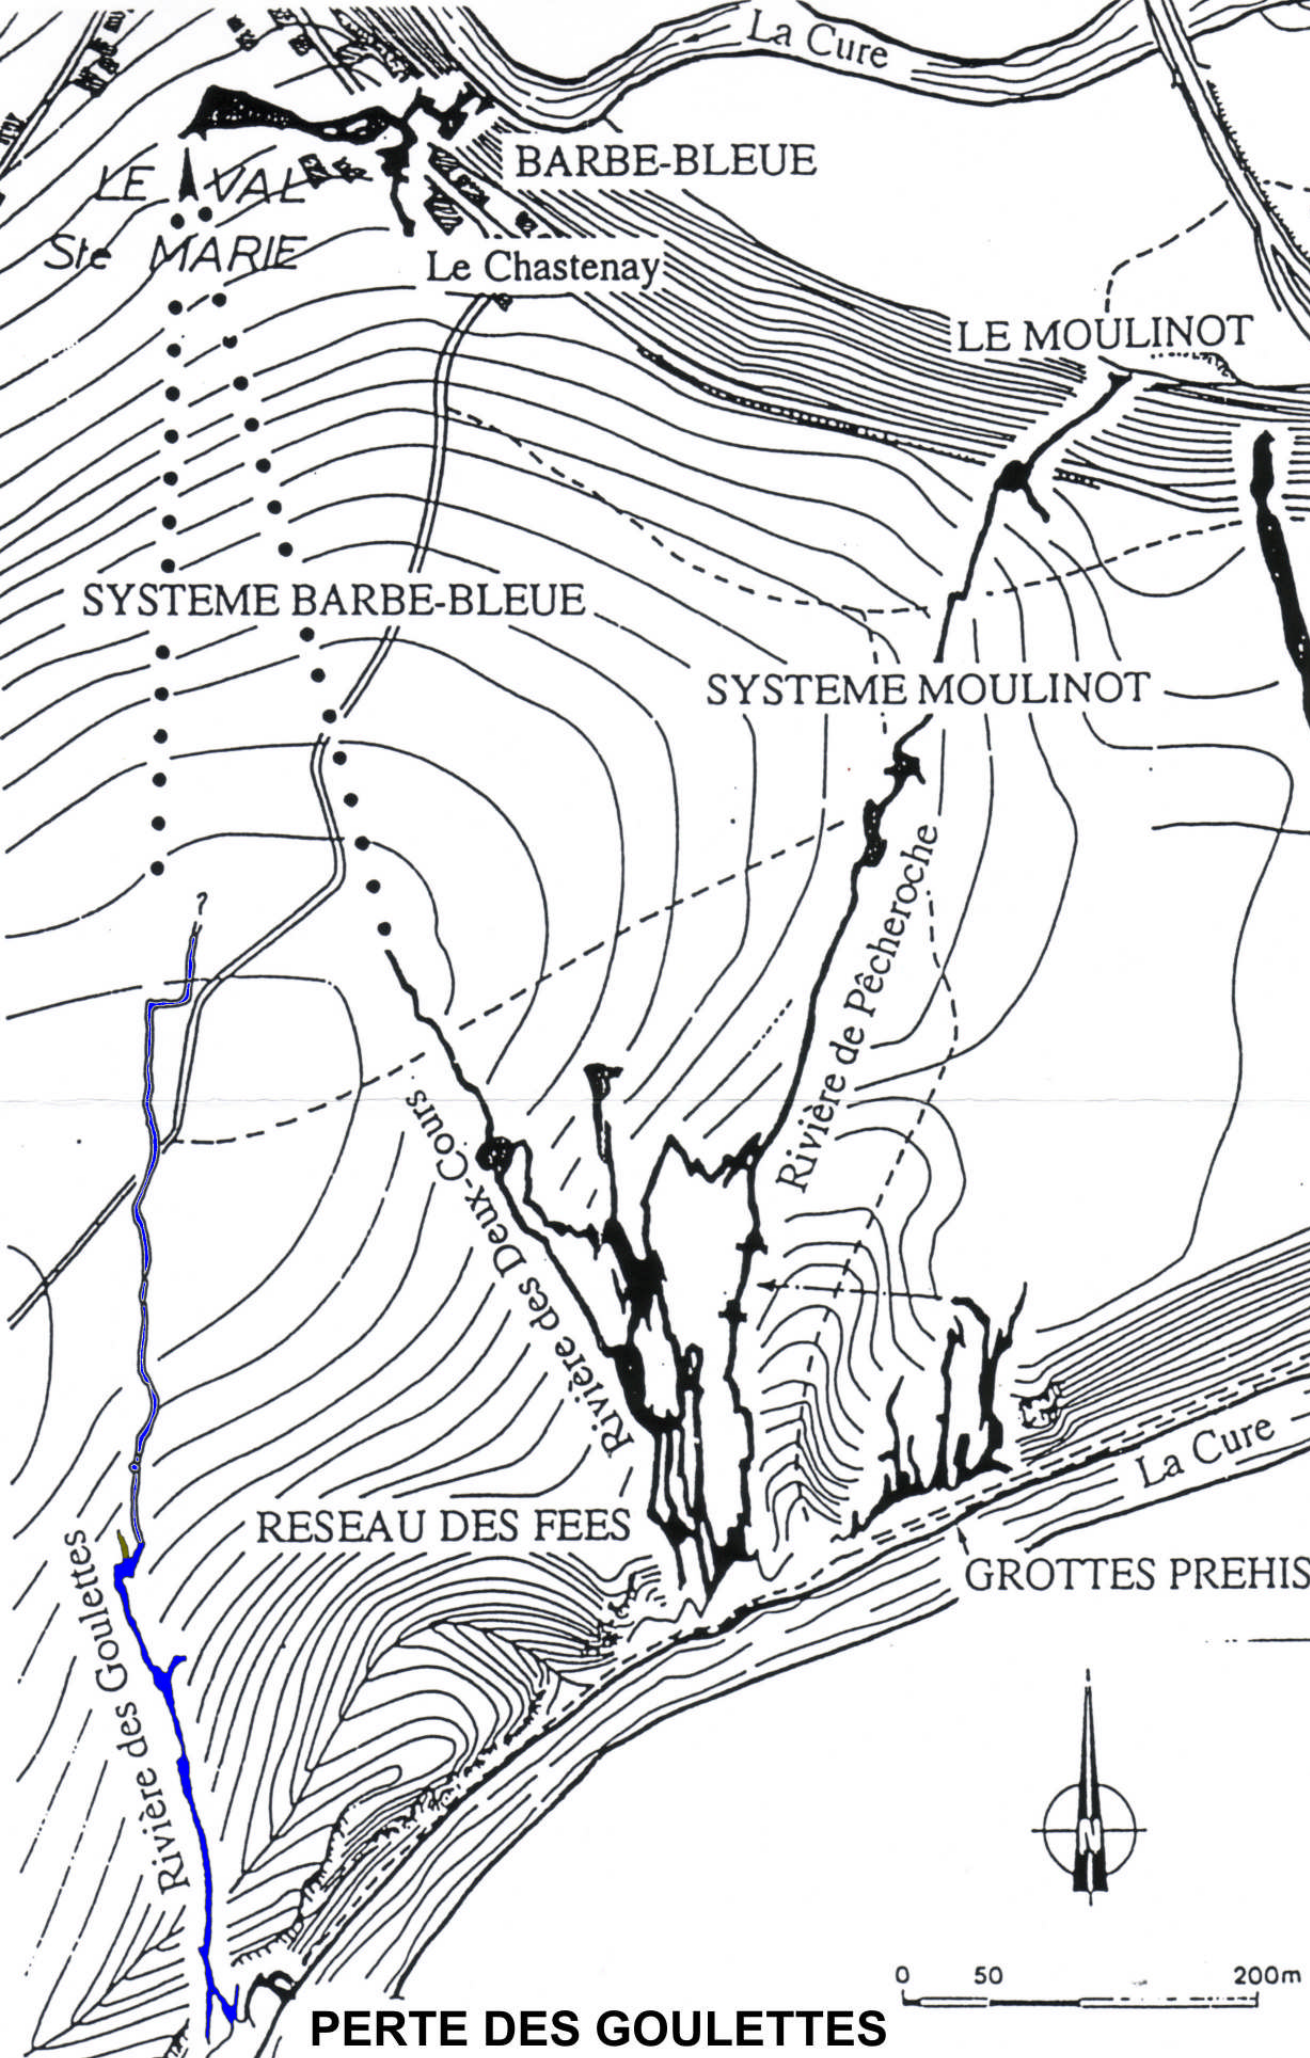 La Cure
BARBE-BLEUE
LE VAL
Ste MARIE
Le Chastenay
LE MOULINOT
SYSTEME BARBE-BLEUE
SYSTEME MOULINOT
Rivière de Pêcheroche
?
Rivière des Deux-Cours
La Cure
RESEAU DES FEES
GROTTES PREHIS
Rivière des Goulettes
N
0 50 200m
PERTE DES GOULETTES